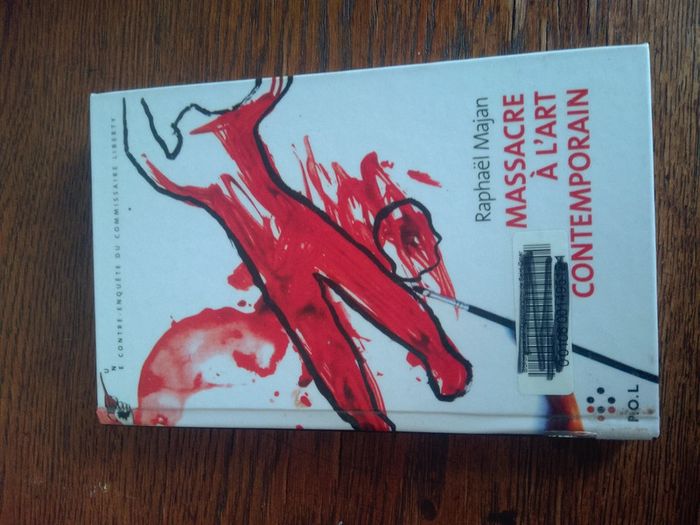 UNE CONTRE-ENQUÊTE DU COMMISSAIRE LIBERTY
Raphaël Majan
MASSACRE
À L'ART
CONTEMPORAIN
P.O.L